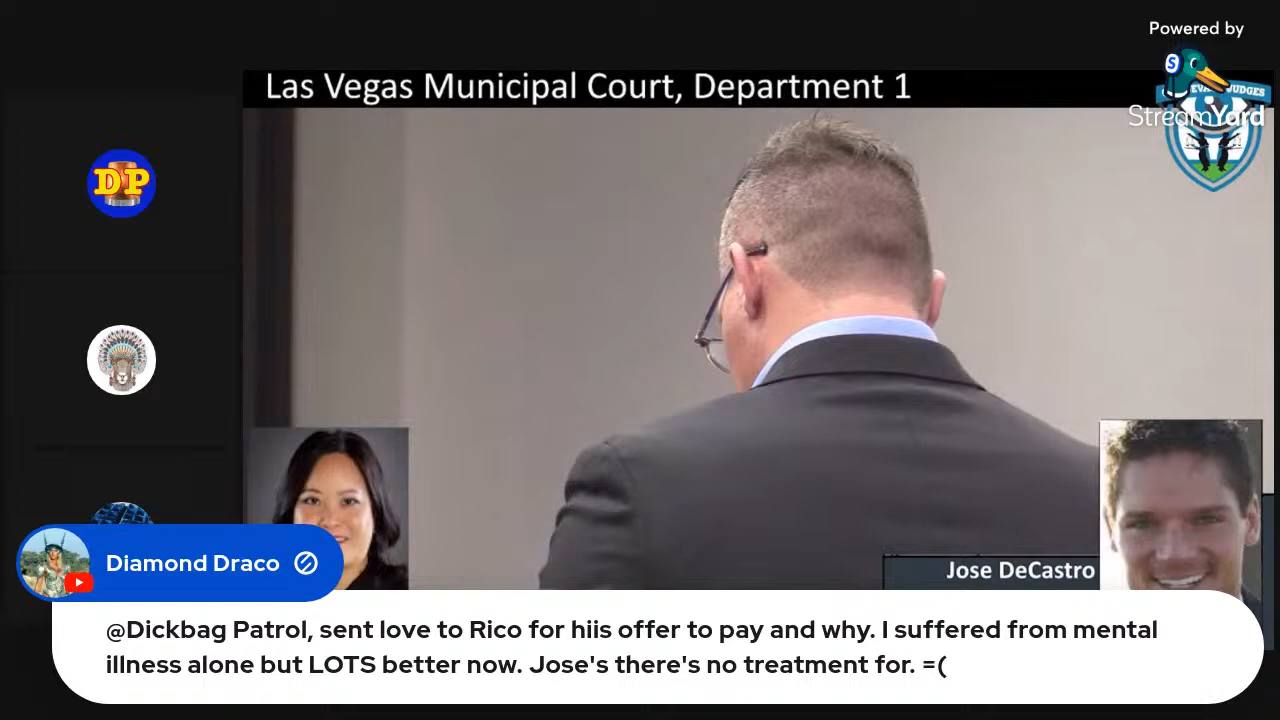 Powered by
S
StreamYard
JUDGES
Las Vegas Municipal Court, Department 1
DP
Jose DeCastro
Diamond Draco
@Dickbag Patrol, sent love to Rico for hiis offer to pay and why. I suffered from mental
illness alone but LOTS better now. Jose's there's no treatment for. =(